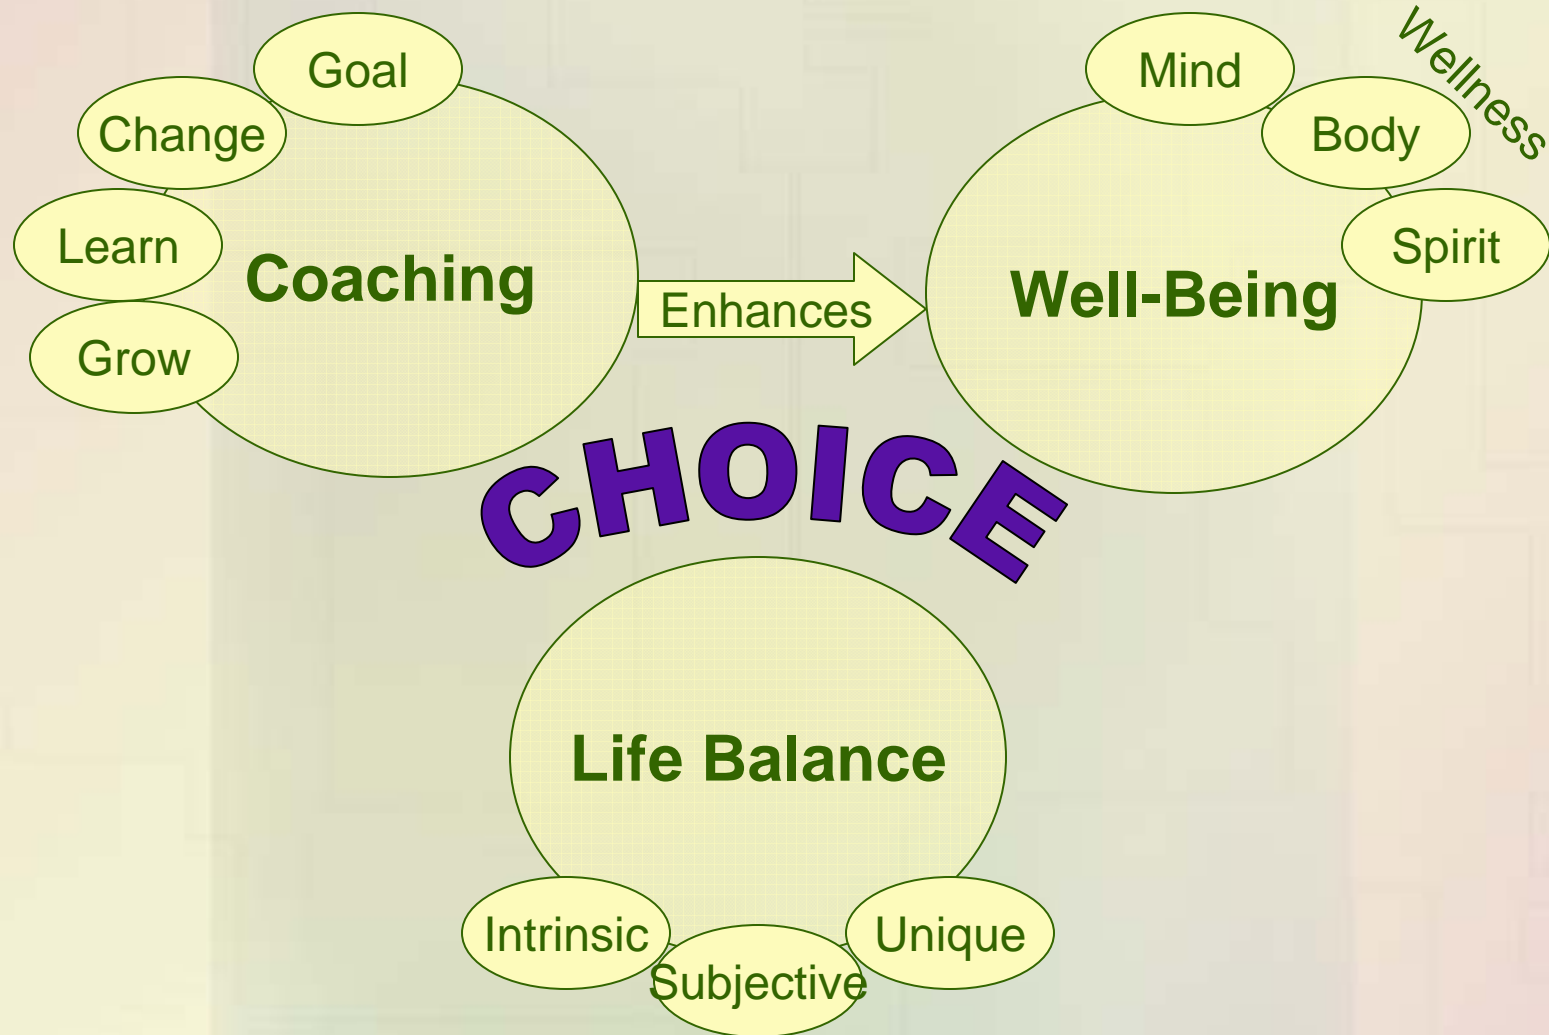 Goal
Change
Learn
Grow
Coaching
Enhances
Mind
Body
Spirit
Wellness
Well-Being
CHOICE
Life Balance
Intrinsic
Subjective
Unique